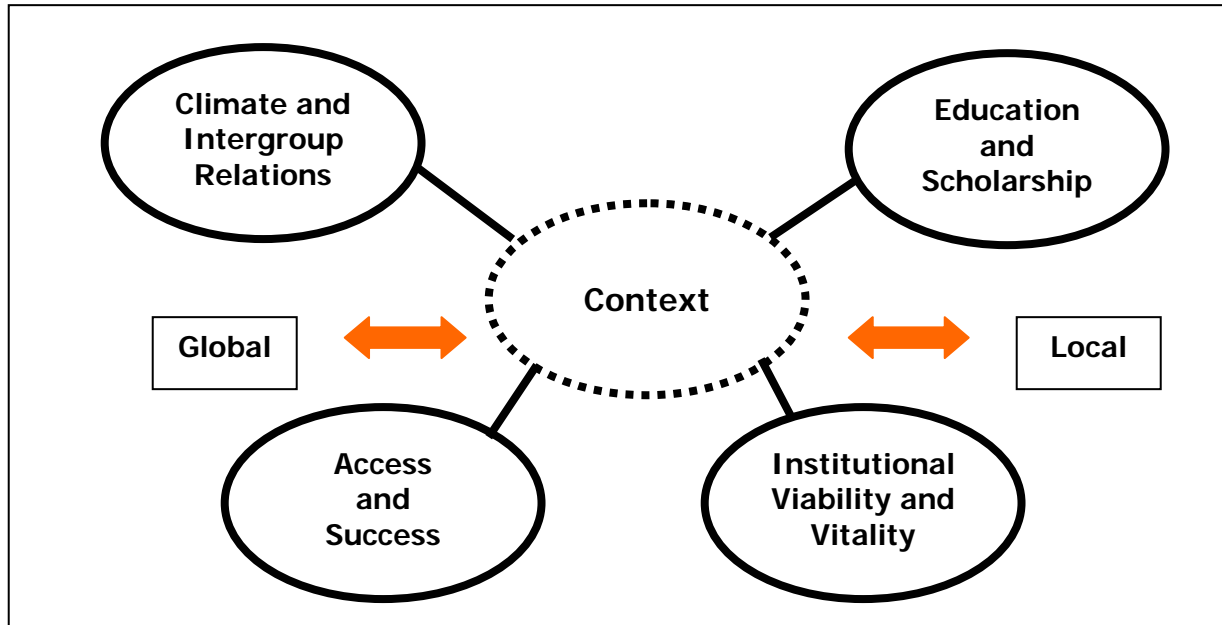 Climate and
Intergroup
Relations
Education
and
Scholarship
Context
Global
Local
Access
and
Success
Institutional
Viability and
Vitality